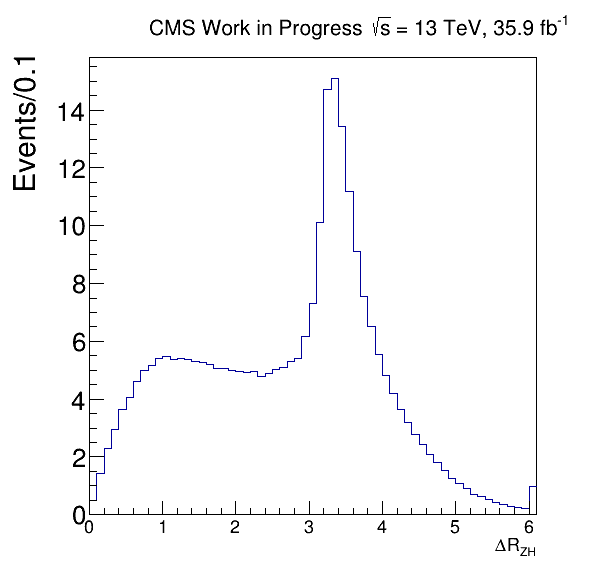 CMS Work in Progress √s = 13 TeV, 35.9 fb⁻¹
Events/0.1
14
12
10
8
6
4
2
0
0 1 2 3 4 5 6
ΔR_ZH